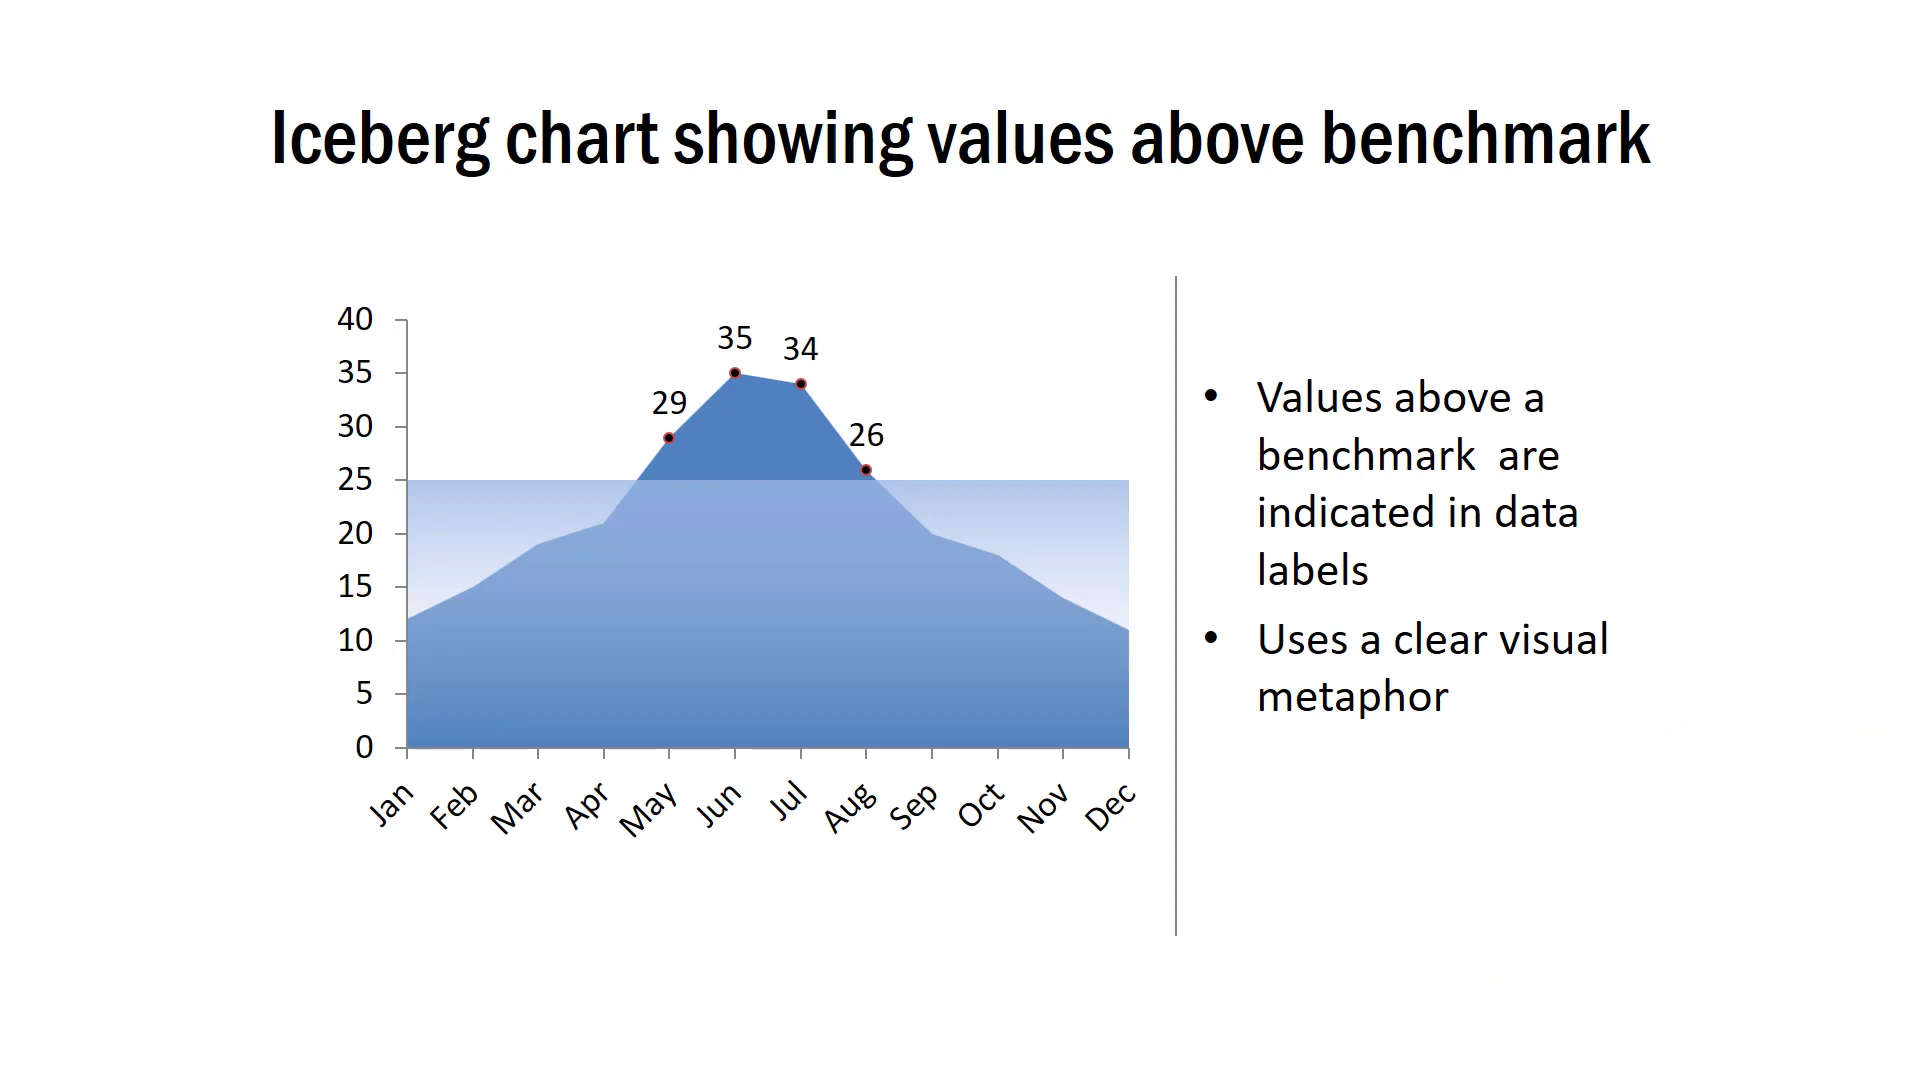 Iceberg chart showing values above benchmark
40
35
30
25
20
15
10
5
0
29
35
34
26
Jan Feb Mar Apr May Jun Jul Aug Sep Oct Nov Dec
• Values above a
benchmark  are
indicated in data
labels
• Uses a clear visual
metaphor